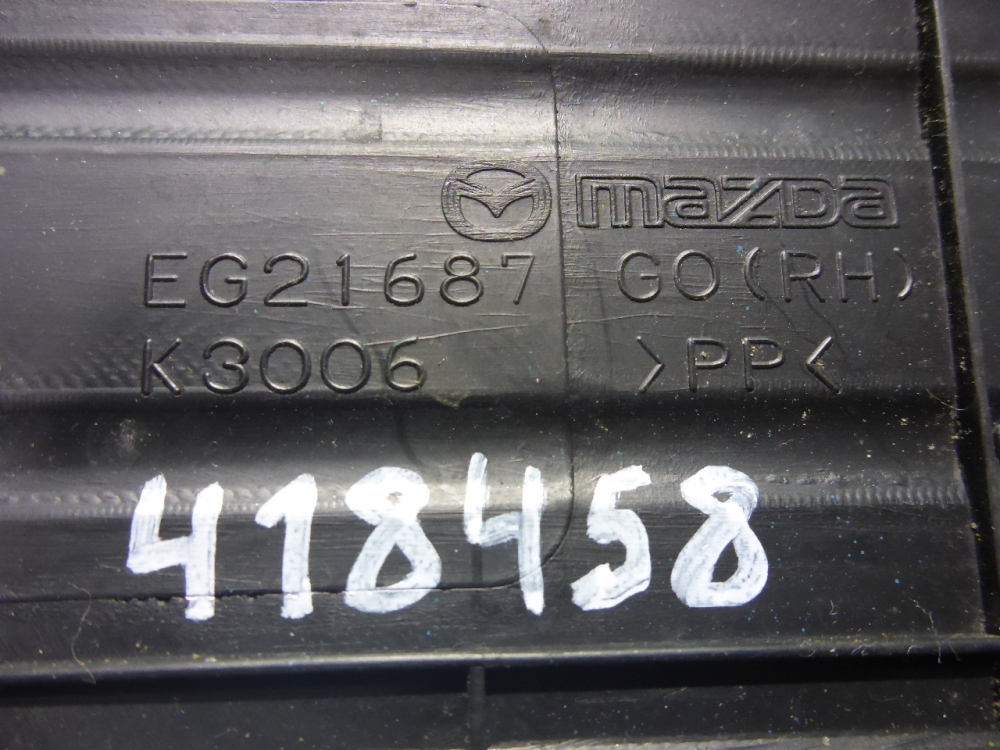 mazda
EG21687 GO(RH)
K3006 >PP<
418458